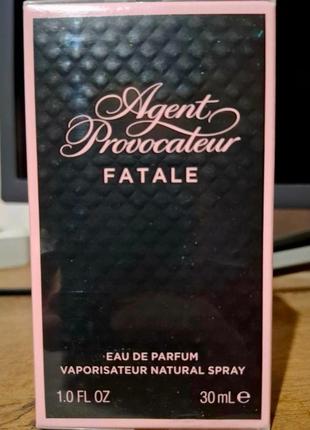 Agent
Provocateur
FATALE
EAU DE PARFUM
VAPORISATEUR NATURAL SPRAY
1.0 FL OZ 30 mL ℮